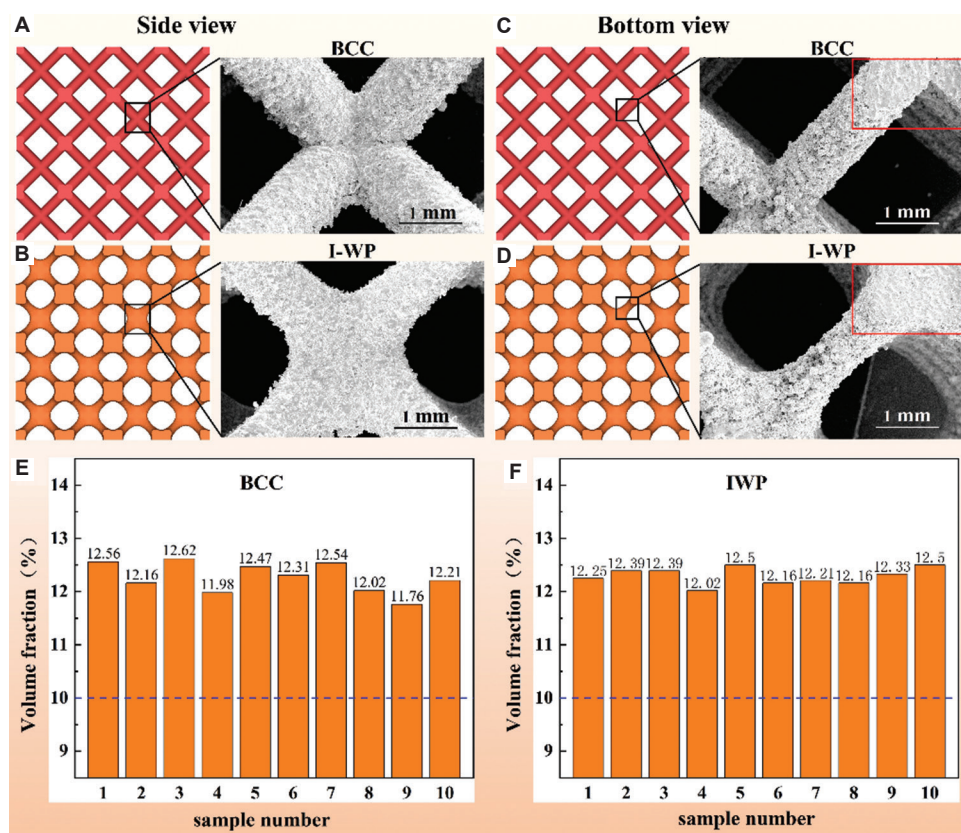 A
Side view
BCC
1 mm
B
I-WP
1 mm
C
Bottom view
BCC
1 mm
D
I-WP
1 mm
E
BCC
Volume fraction (%)
14
13
12
11
10
9
12.56
12.16
12.62
11.98
12.47
12.31
12.54
12.02
11.76
12.21
1 2 3 4 5 6 7 8 9 10
sample number
F
IWP
Volume fraction (%)
14
13
12
11
10
9
12.25
12.39
12.39
12.02
12.5
12.16
12.21
12.16
12.33
12.5
1 2 3 4 5 6 7 8 9 10
sample number